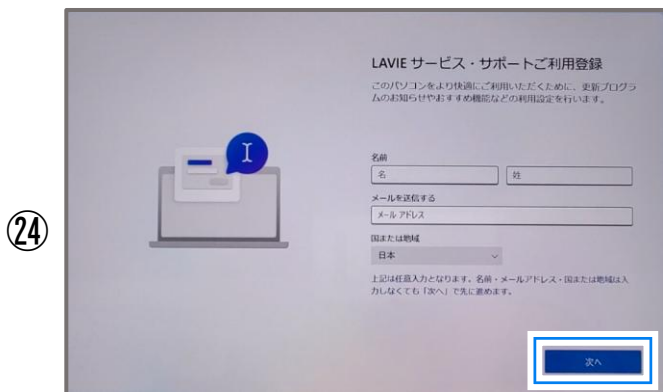 LAVIE サービス・サポートご利用登録
このパソコンをより快適にご利用いただくために、更新プログラ
ムのお知らせやおすすめ機能などの利用設定を行います。
名前
名
姓
メールを送信する
メール アドレス
国または地域
日本
上記は任意入力となります。名前・メールアドレス・国または地域は入
力しなくても「次へ」で先に進めます。
㉔
次へ